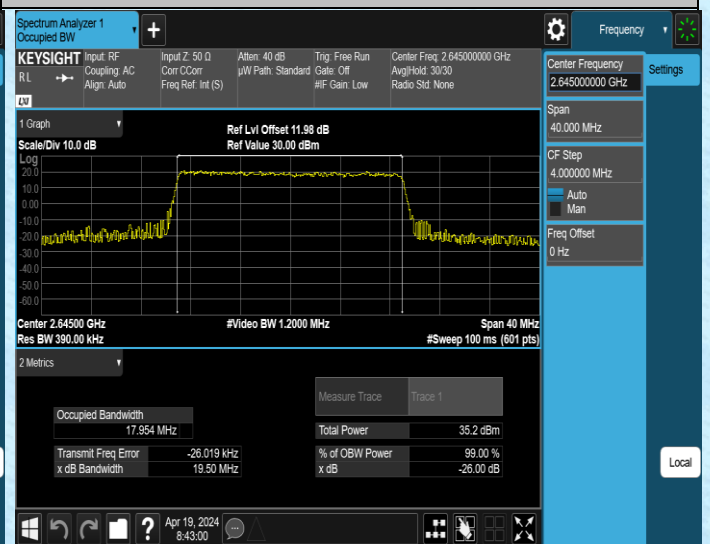 Spectrum Analyzer 1
Occupied BW
+
Frequency
KEYSIGHT
RL
LXI
Input: RF
Coupling: AC
Align: Auto
Input Z: 50 Ω
Corr CCorr
Freq Ref: Int (S)
Atten: 40 dB
µW Path: Standard
Trig: Free Run
Gate: Off
#IF Gain: Low
Center Freq: 2.645000000 GHz
Avg|Hold: 30/30
Radio Std: None
Center Frequency
2.645000000 GHz
Settings
Span
40.000 MHz
CF Step
4.000000 MHz
Auto
Man
Freq Offset
0 Hz
1 Graph
Scale/Div 10.0 dB
Ref Lvl Offset 11.98 dB
Ref Value 30.00 dBm
Log
20.0
10.0
0.00
-10.0
-20.0
-30.0
-40.0
-50.0
-60.0
Center 2.64500 GHz
#Video BW 1.2000 MHz
Span 40 MHz
Res BW 390.00 kHz
#Sweep 100 ms (601 pts)
2 Metrics
Measure Trace
Trace 1
Occupied Bandwidth
17.954 MHz
Total Power
35.2 dBm
Transmit Freq Error
-26.019 kHz
% of OBW Power
99.00 %
x dB Bandwidth
19.50 MHz
x dB
-26.00 dB
Local
?
Apr 19, 2024
8:43:00